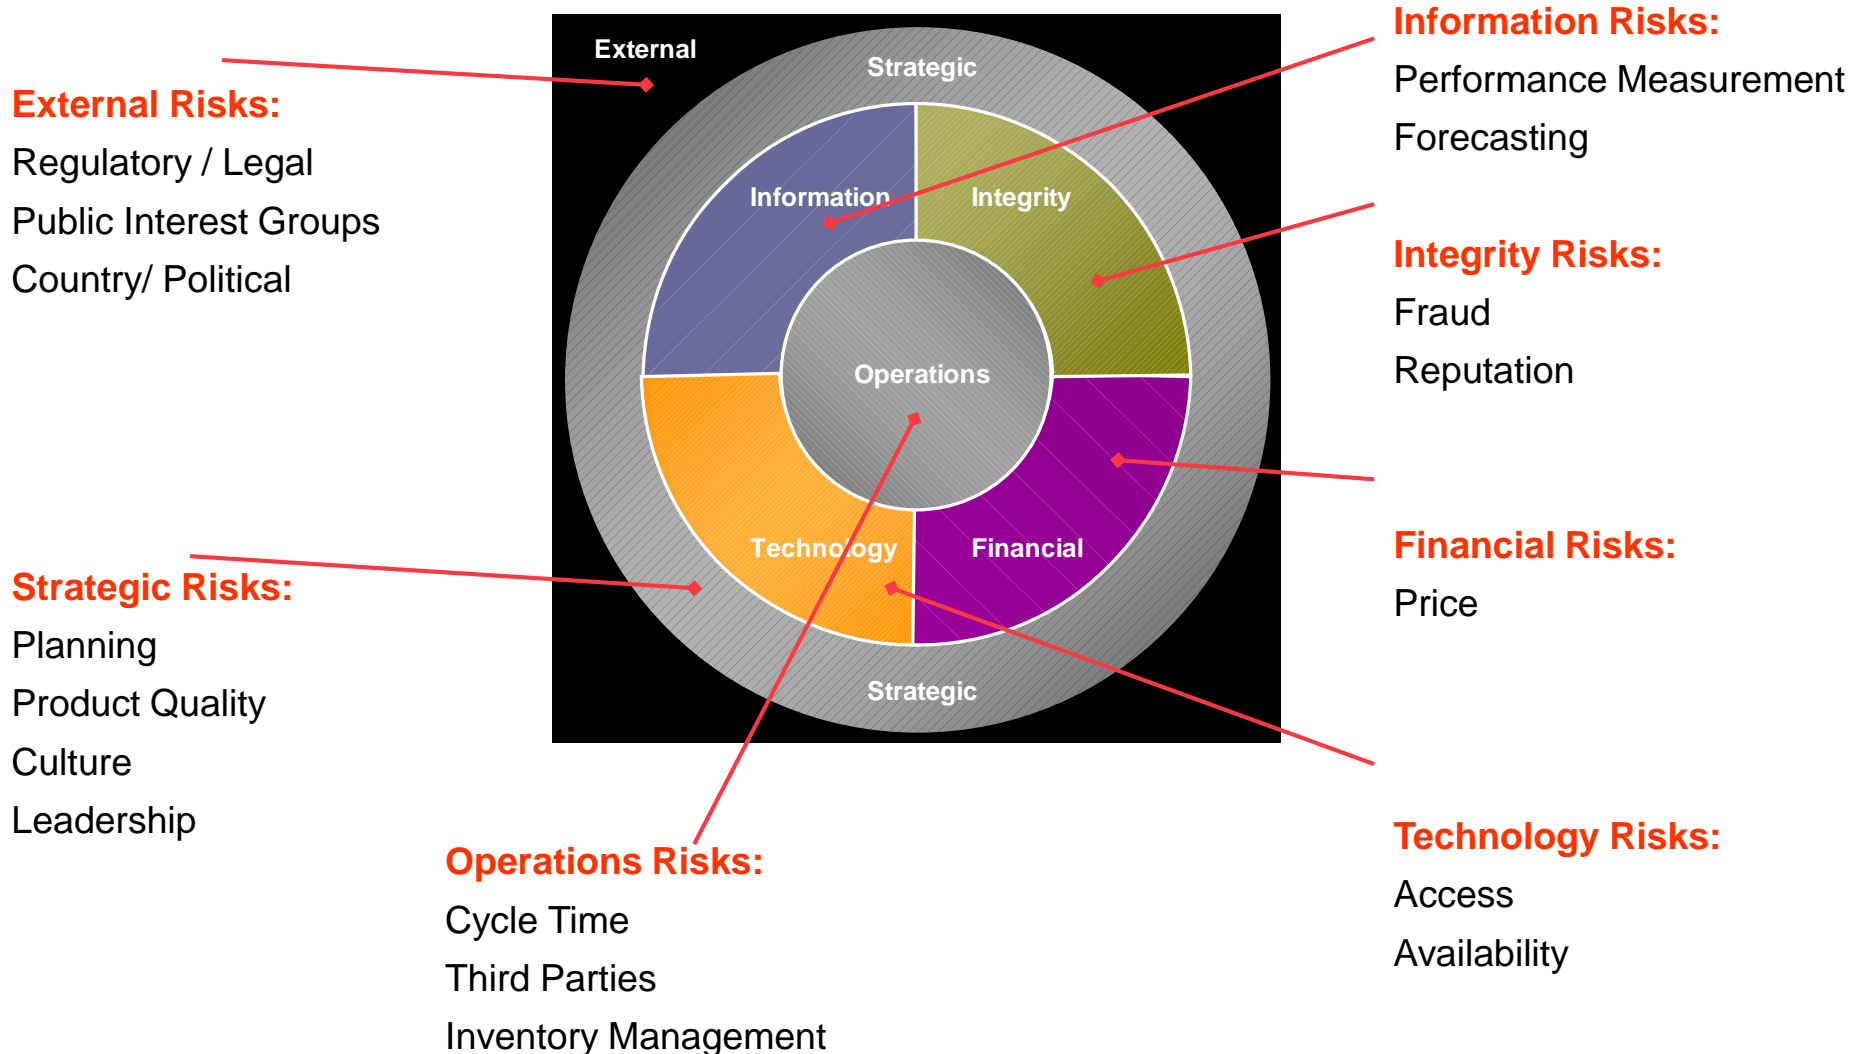 External Risks:
Regulatory / Legal
Public Interest Groups
Country/ Political
Strategic Risks:
Planning
Product Quality
Culture
Leadership
External
Strategic
Information
Integrity
Operations
Technology
Financial
Strategic
Operations Risks:
Cycle Time
Third Parties
Inventory Management
Information Risks:
Performance Measurement
Forecasting
Integrity Risks:
Fraud
Reputation
Financial Risks:
Price
Technology Risks:
Access
Availability